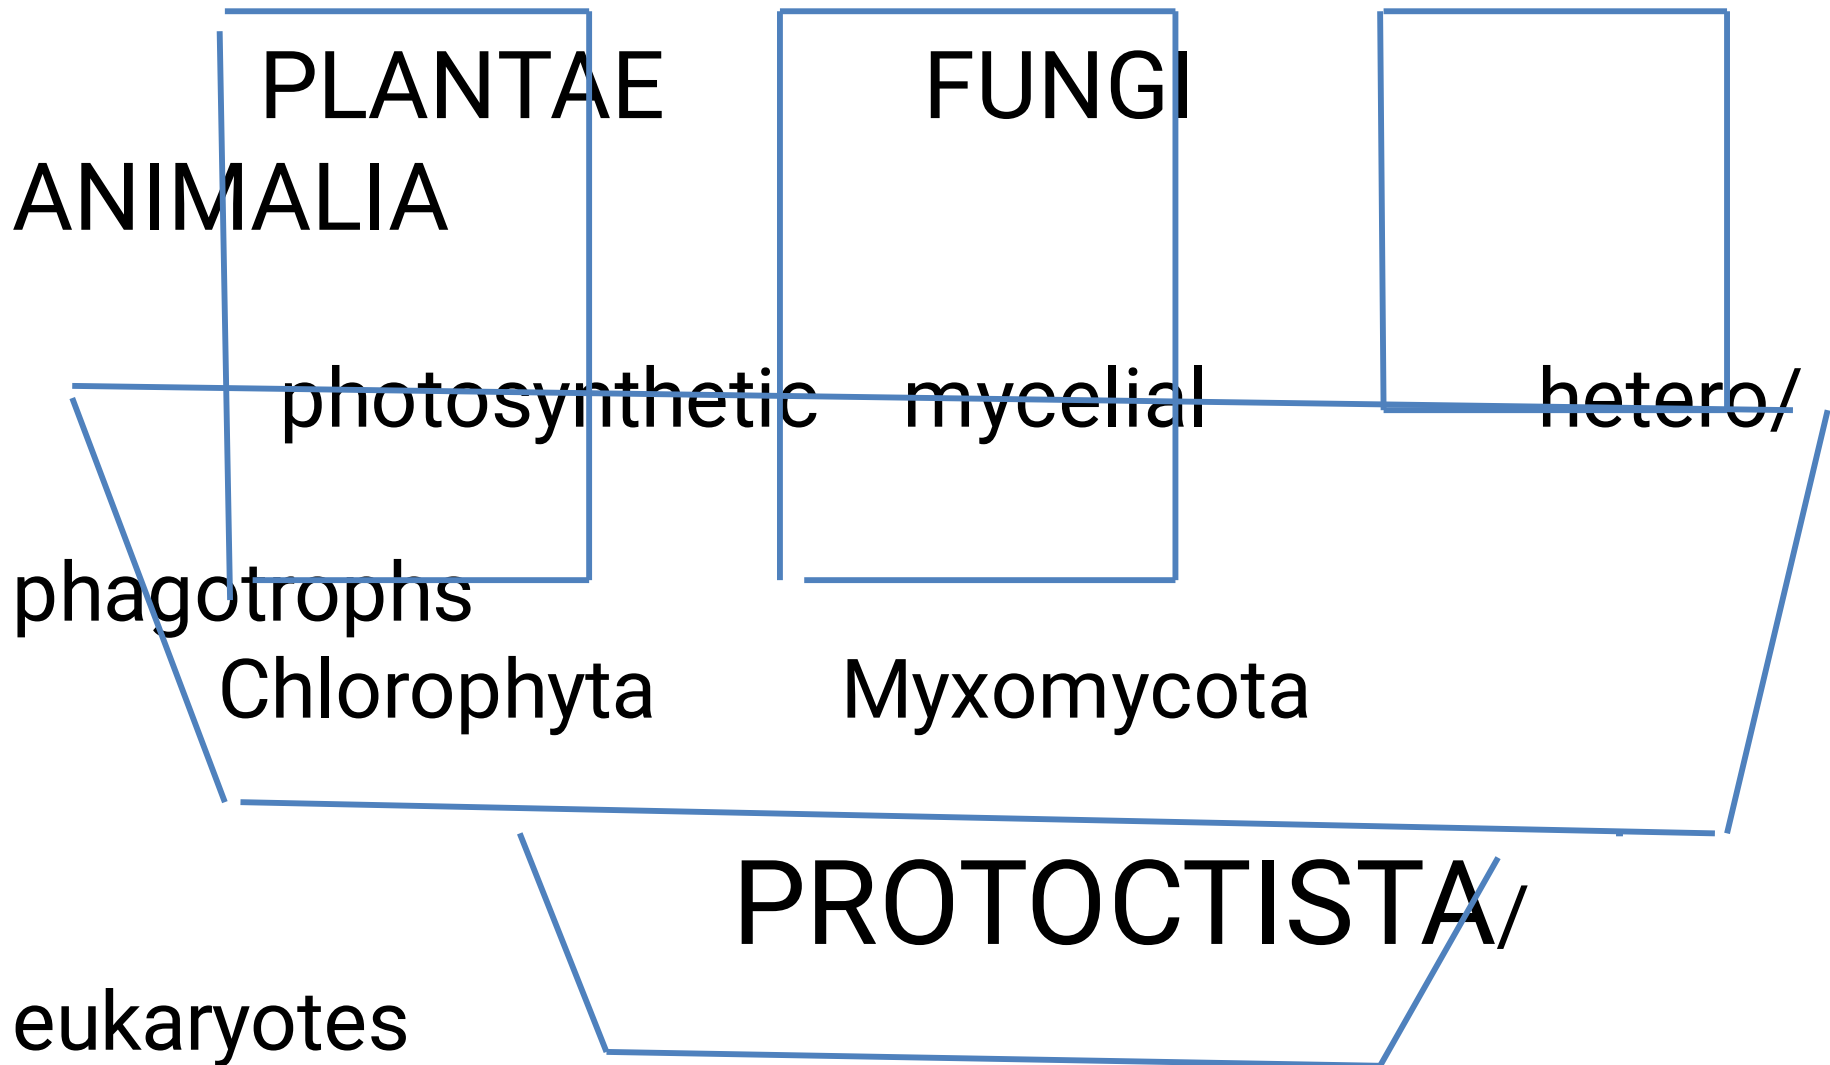 PLANTAE FUNGI
ANIMALIA
photosynthetic mycelial hetero/
phagotrophs
Chlorophyta Myxomycota
PROTOCTISTA/
eukaryotes